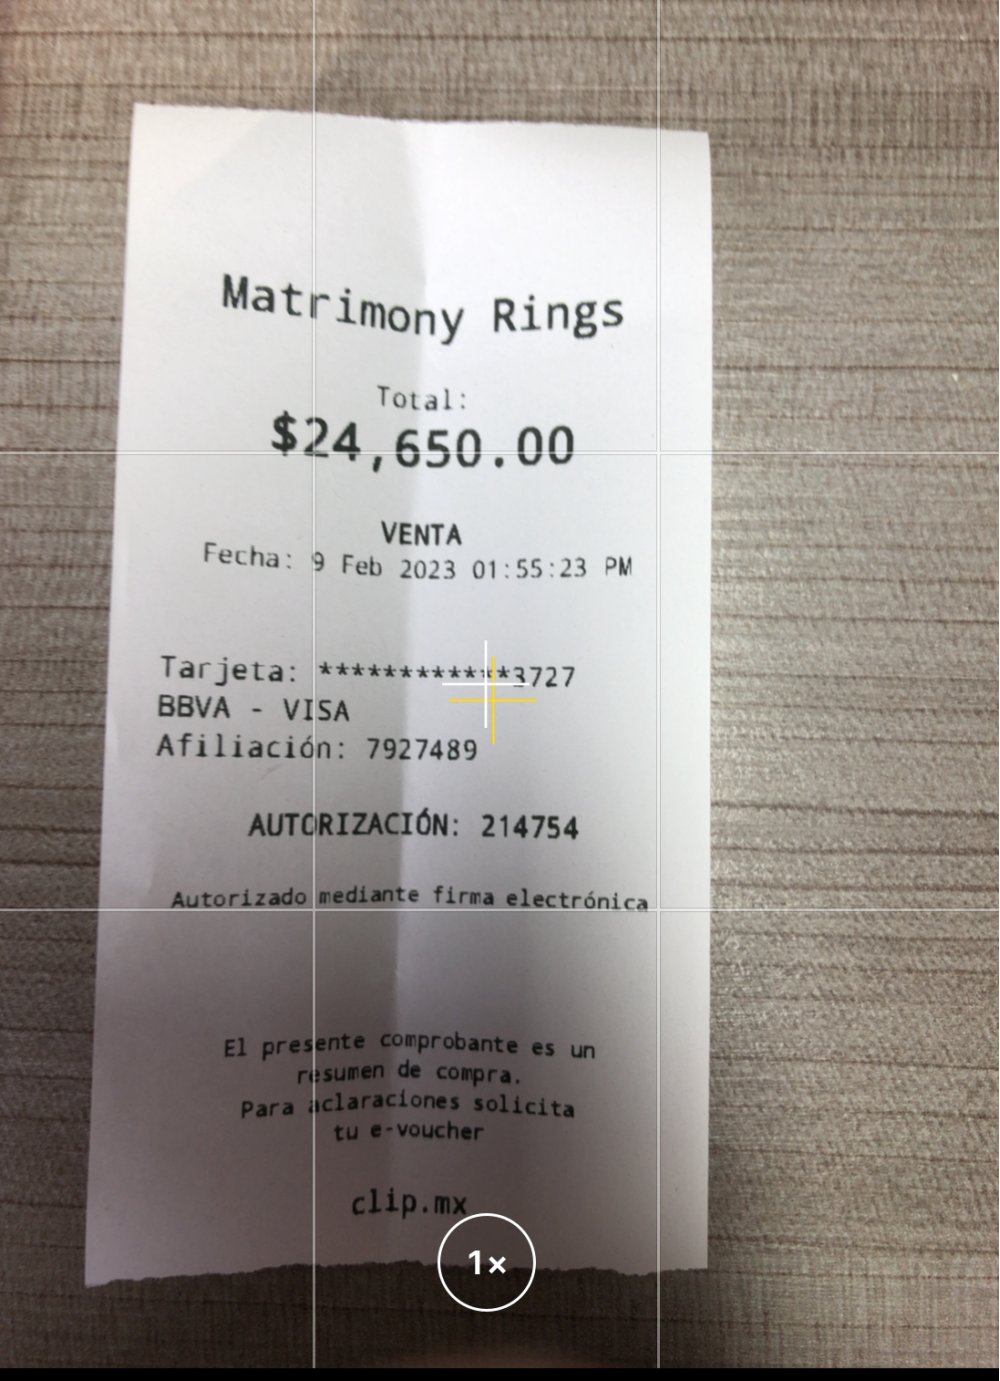 Matrimony Rings
Total:
$24,650.00
VENTA
Fecha: 9 Feb 2023 01:55:23 PM
Tarjeta: ************3727
BBVA - VISA
Afiliación: 7927489
AUTORIZACIÓN: 214754
Autorizado mediante firma electrónica
El presente comprobante es un
resumen de compra.
Para aclaraciones solicita
tu e-voucher
clip.mx
1×